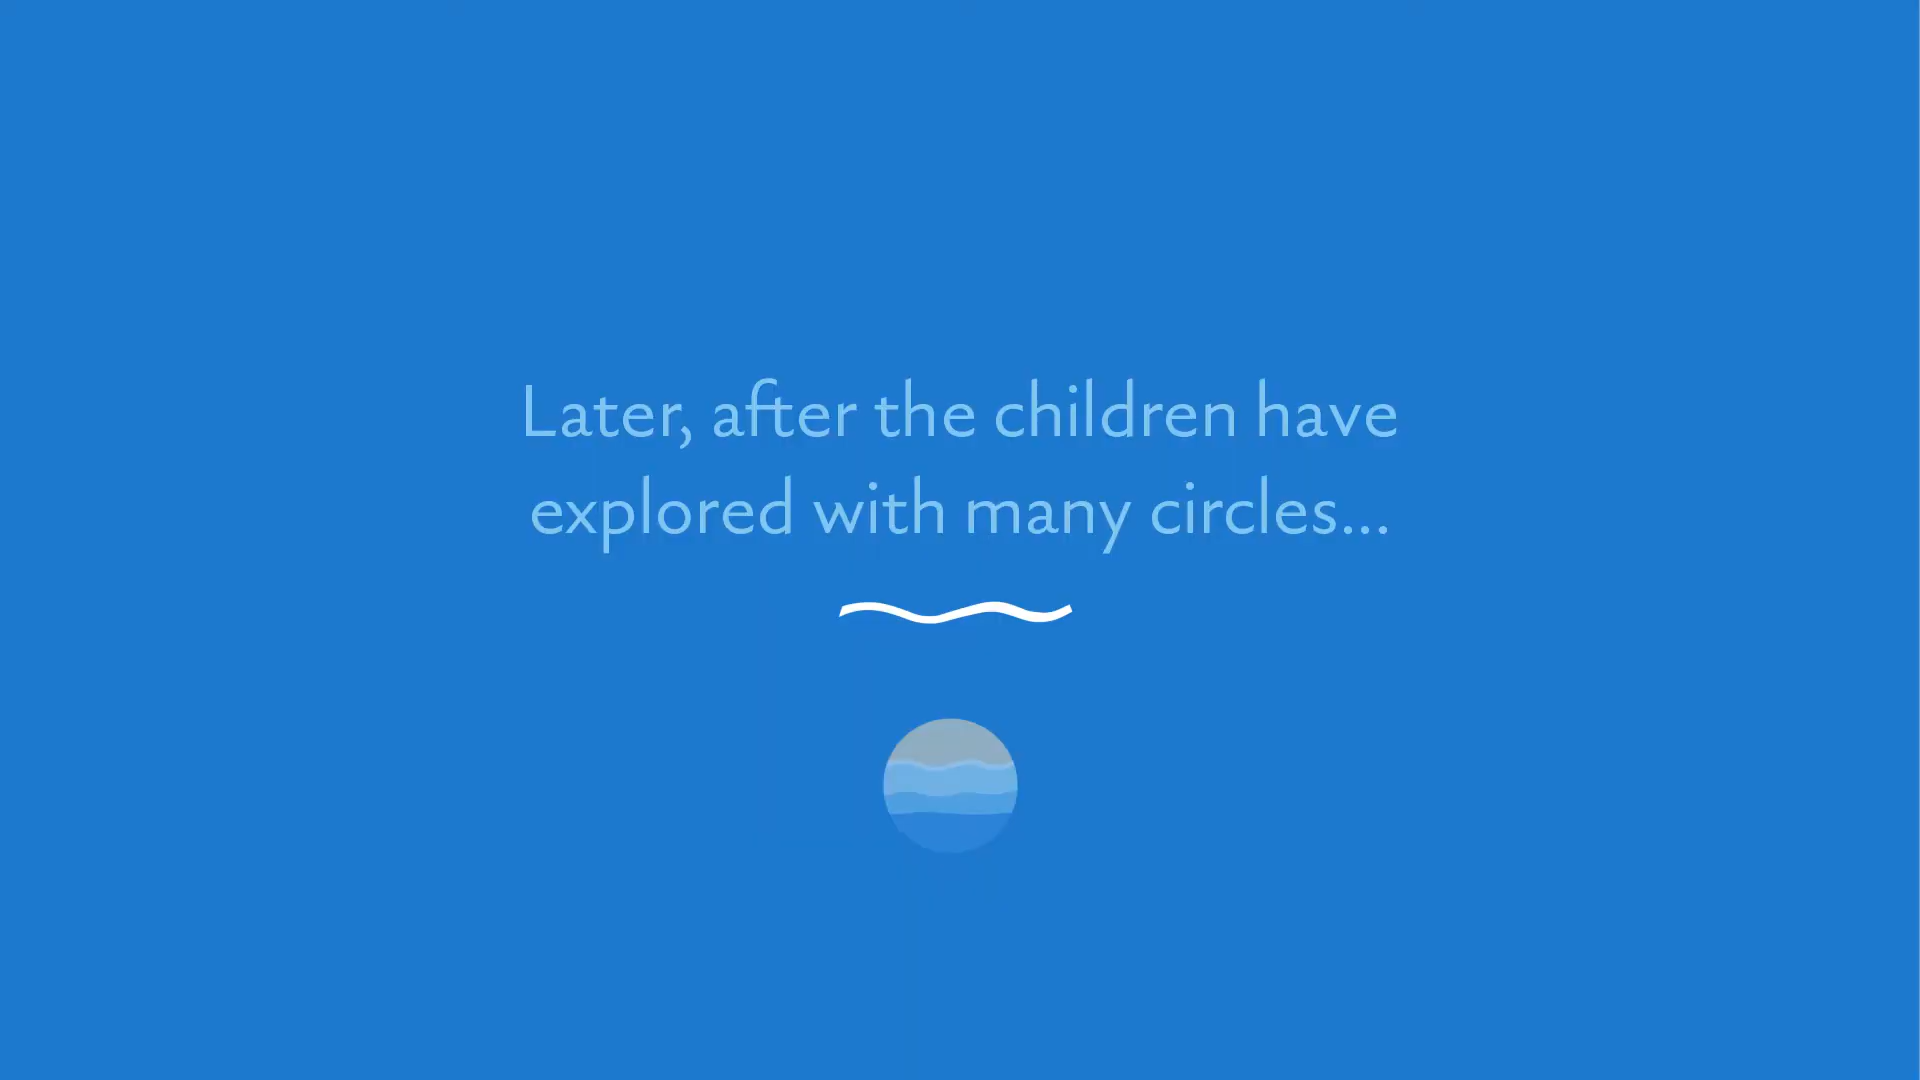 Later, after the children have
explored with many circles...